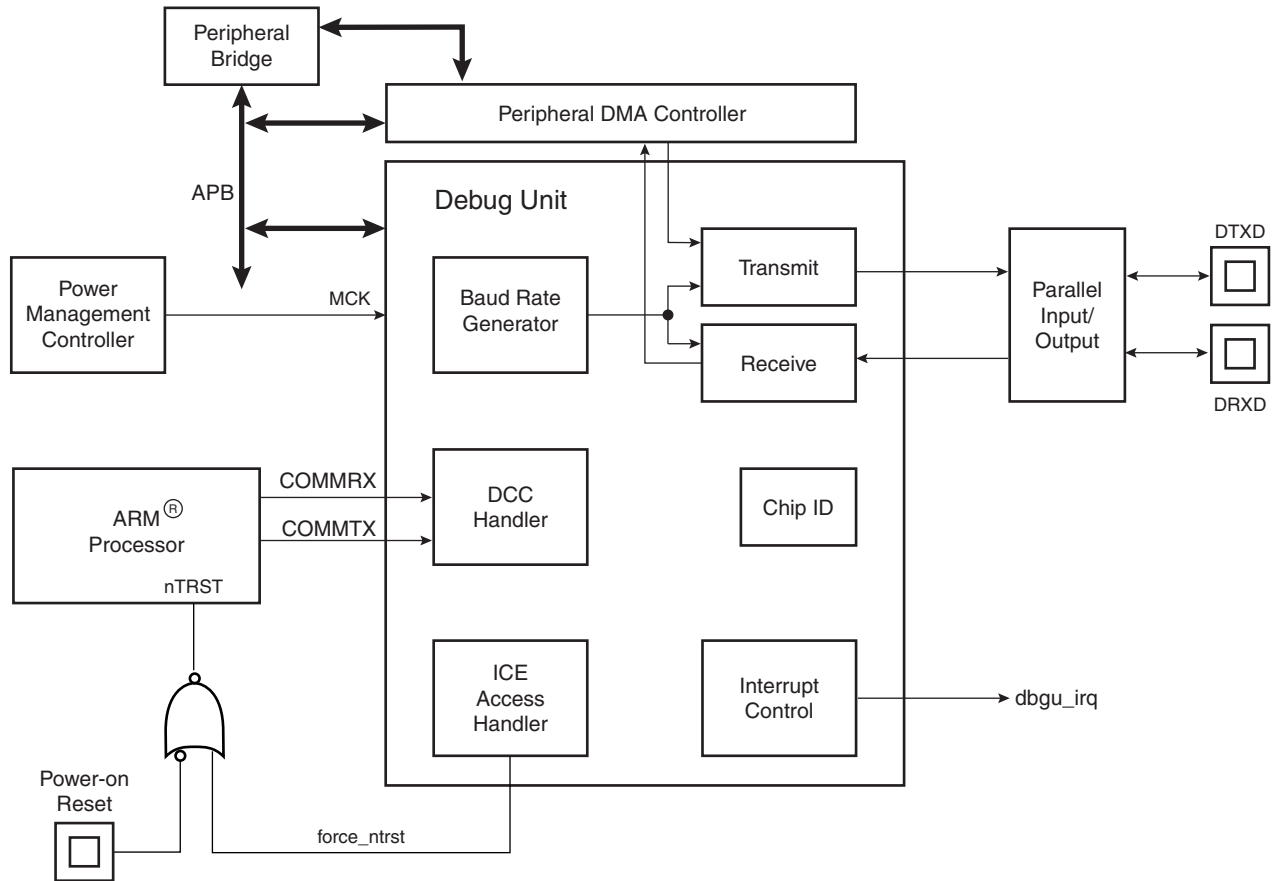 Peripheral
Bridge
Peripheral DMA Controller
APB
Debug Unit
Power
Management
Controller
MCK
Baud Rate
Generator
Transmit
Receive
Parallel
Input/
Output
DTXD
DRXD
ARM®
Processor
nTRST
COMMRX
COMMTX
DCC
Handler
Chip ID
ICE
Access
Handler
Interrupt
Control
dbgu_irq
Power-on
Reset
force_ntrst